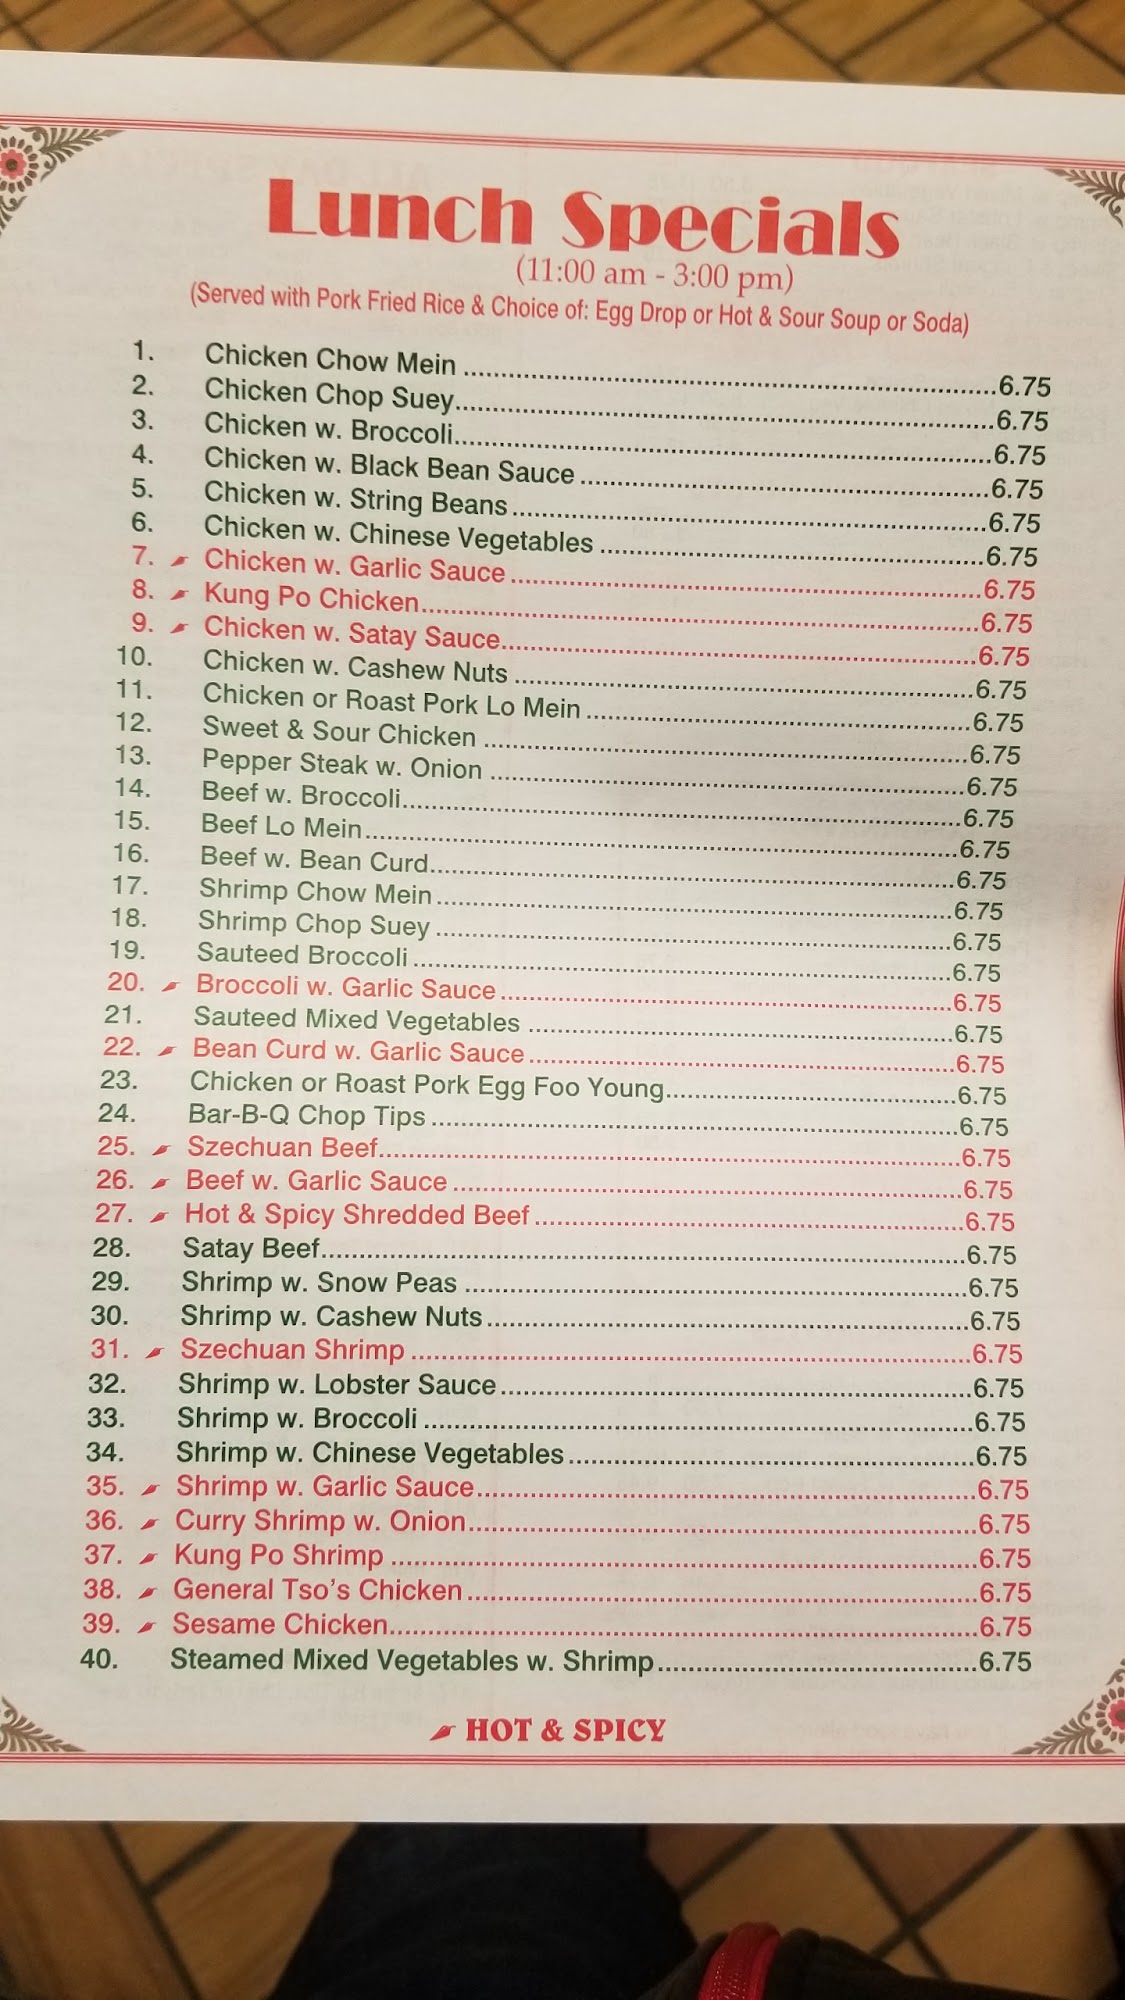 Lunch Specials
(11:00 am - 3:00 pm)
(Served with Pork Fried Rice & Choice of: Egg Drop or Hot & Sour Soup or Soda)
1. Chicken Chow Mein 6.75
2. Chicken Chop Suey 6.75
3. Chicken w. Broccoli 6.75
4. Chicken w. Black Bean Sauce 6.75
5. Chicken w. String Beans 6.75
6. Chicken w. Chinese Vegetables 6.75
7. Chicken w. Garlic Sauce 6.75
8. Kung Po Chicken 6.75
9. Chicken w. Satay Sauce 6.75
10. Chicken w. Cashew Nuts 6.75
11. Chicken or Roast Pork Lo Mein 6.75
12. Sweet & Sour Chicken 6.75
13. Pepper Steak w. Onion 6.75
14. Beef w. Broccoli 6.75
15. Beef Lo Mein 6.75
16. Beef w. Bean Curd 6.75
17. Shrimp Chow Mein 6.75
18. Shrimp Chop Suey 6.75
19. Sauteed Broccoli 6.75
20. Broccoli w. Garlic Sauce 6.75
21. Sauteed Mixed Vegetables 6.75
22. Bean Curd w. Garlic Sauce 6.75
23. Chicken or Roast Pork Egg Foo Young 6.75
24. Bar-B-Q Chop Tips 6.75
25. Szechuan Beef 6.75
26. Beef w. Garlic Sauce 6.75
27. Hot & Spicy Shredded Beef 6.75
28. Satay Beef 6.75
29. Shrimp w. Snow Peas 6.75
30. Shrimp w. Cashew Nuts 6.75
31. Szechuan Shrimp 6.75
32. Shrimp w. Lobster Sauce 6.75
33. Shrimp w. Broccoli 6.75
34. Shrimp w. Chinese Vegetables 6.75
35. Shrimp w. Garlic Sauce 6.75
36. Curry Shrimp w. Onion 6.75
37. Kung Po Shrimp 6.75
38. General Tso's Chicken 6.75
39. Sesame Chicken 6.75
40. Steamed Mixed Vegetables w. Shrimp 6.75
HOT & SPICY